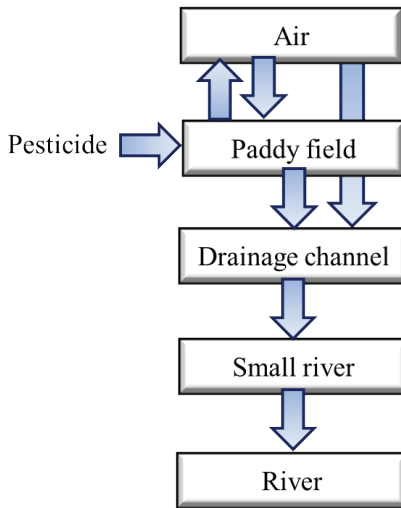 Air
Pesticide
Paddy field
Drainage channel
Small river
River